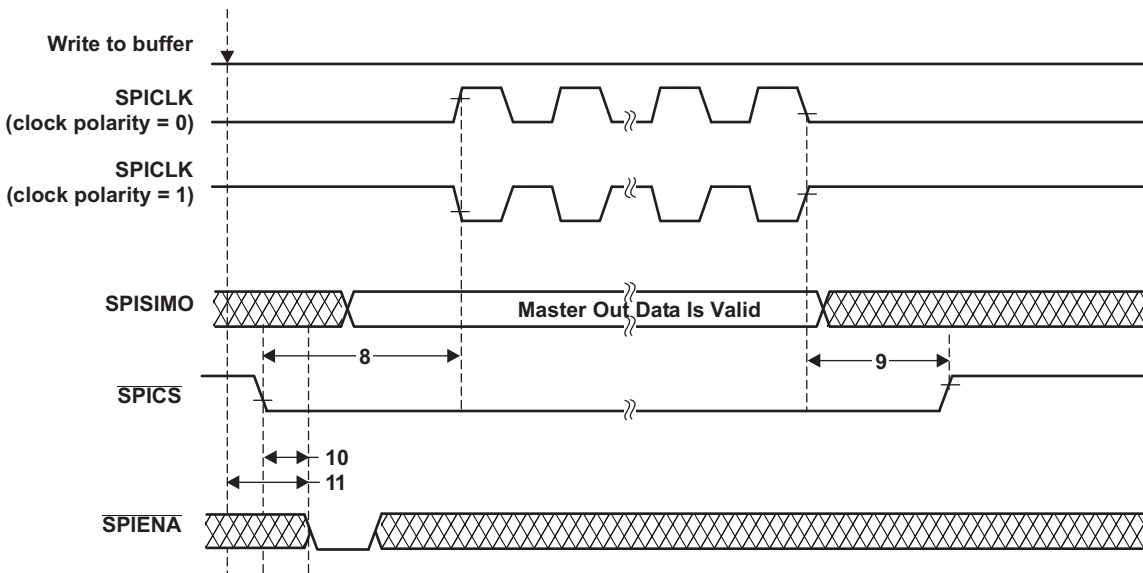 Write to buffer
SPICLK
(clock polarity = 0)
SPICLK
(clock polarity = 1)
SPISIMO
Master Out Data Is Valid
8
9
SPICS
10
11
SPIENA